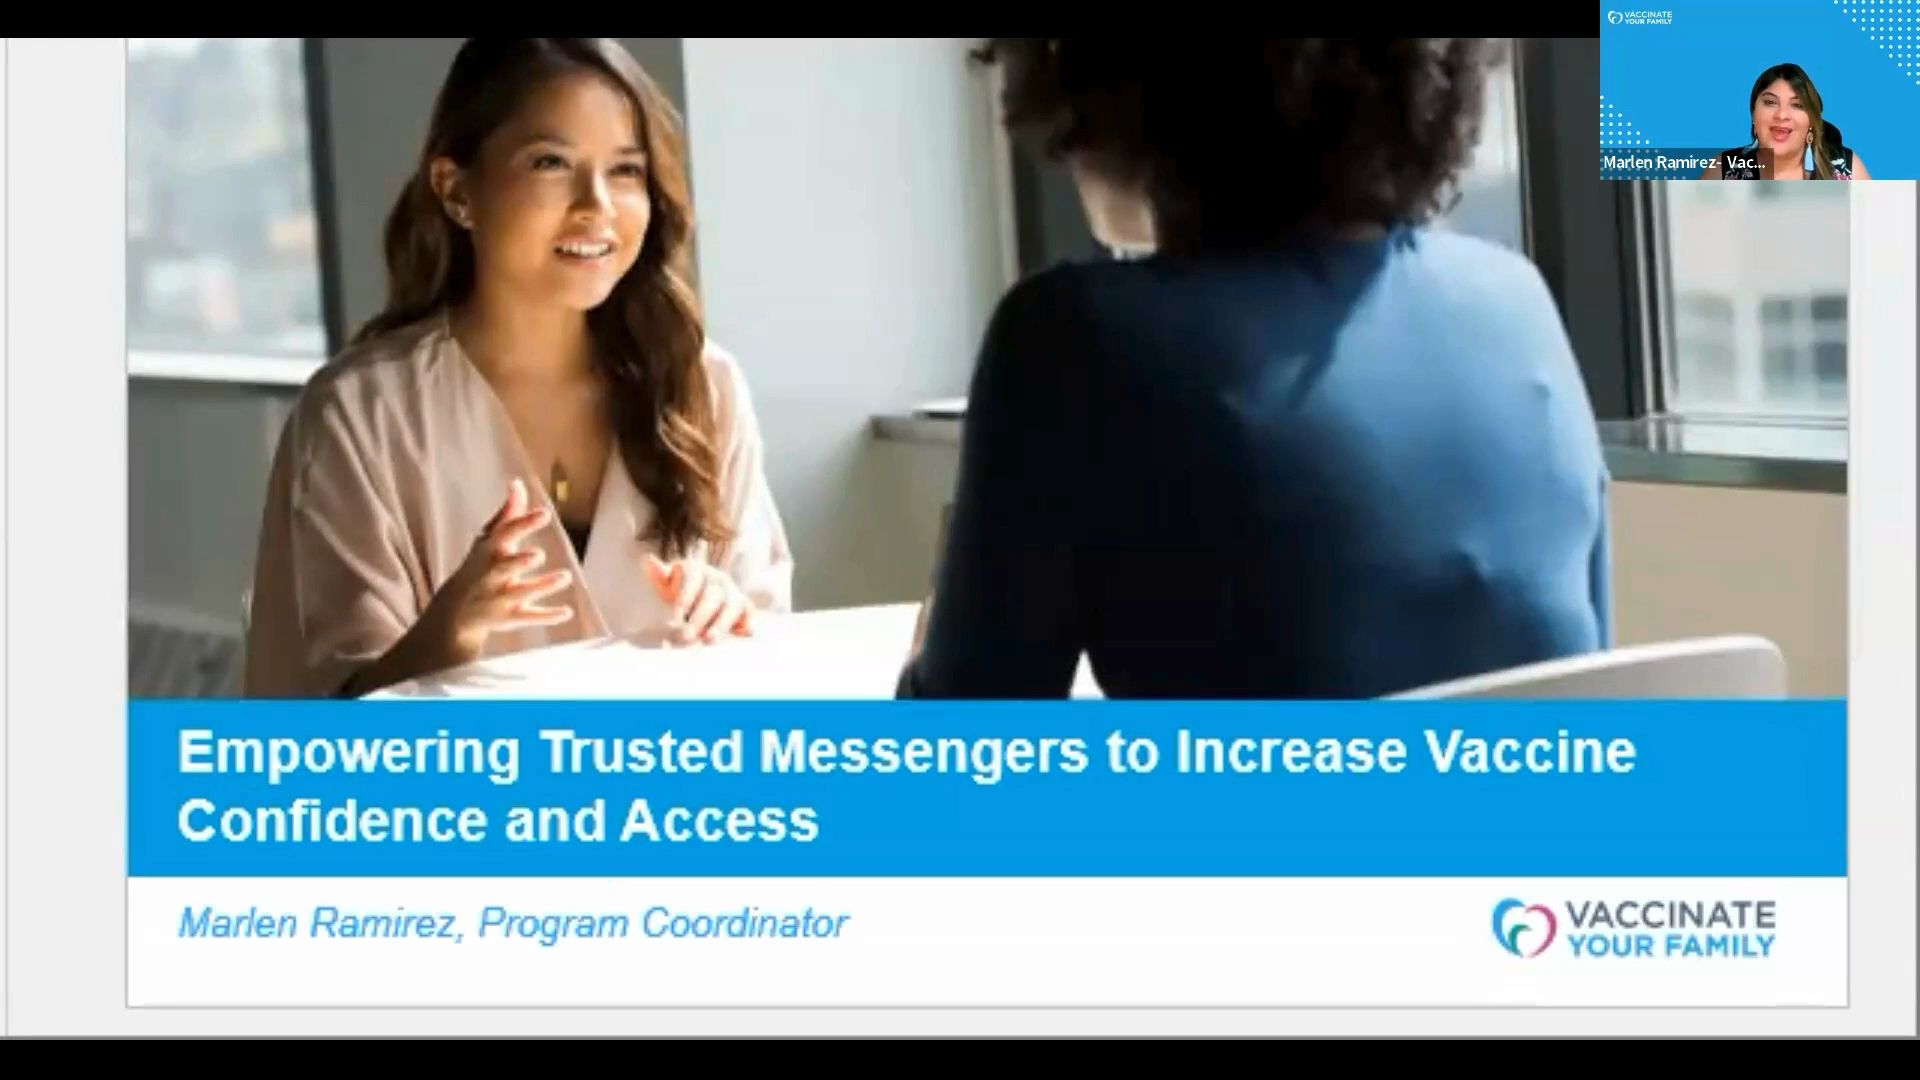 VACCINATE
YOUR FAMILY
Marlen Ramirez- Vac...
Empowering Trusted Messengers to Increase Vaccine
Confidence and Access
Marlen Ramirez, Program Coordinator
VACCINATE
YOUR FAMILY